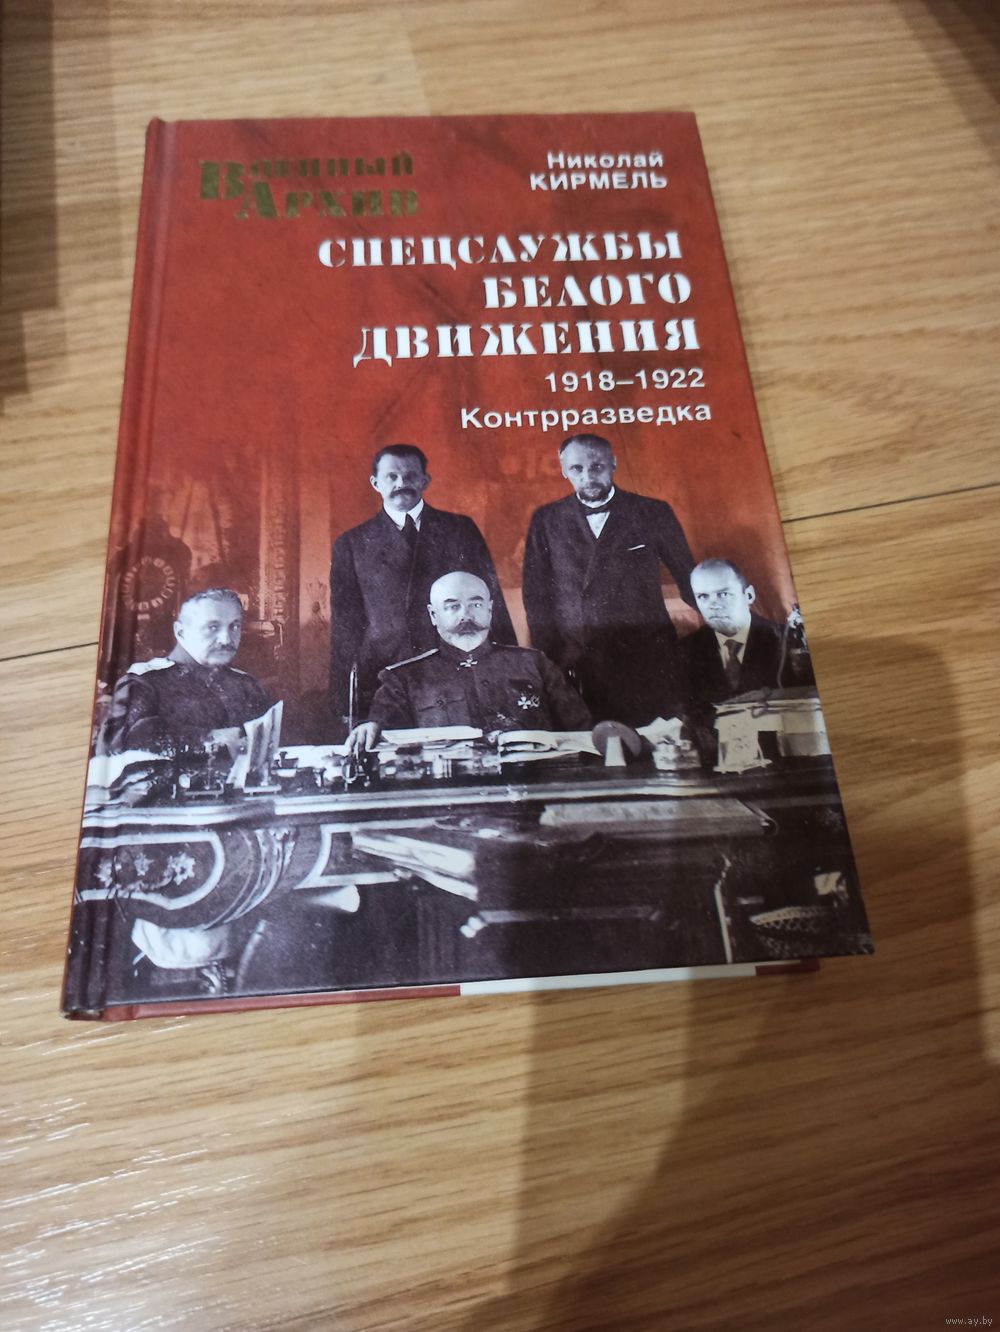 Военный
Архив
Николай
КИРМЕЛЬ
СПЕЦСЛУЖБЫ
БЕЛОГО
ДВИЖЕНИЯ
1918–1922
Контрразведка
www.ay.by